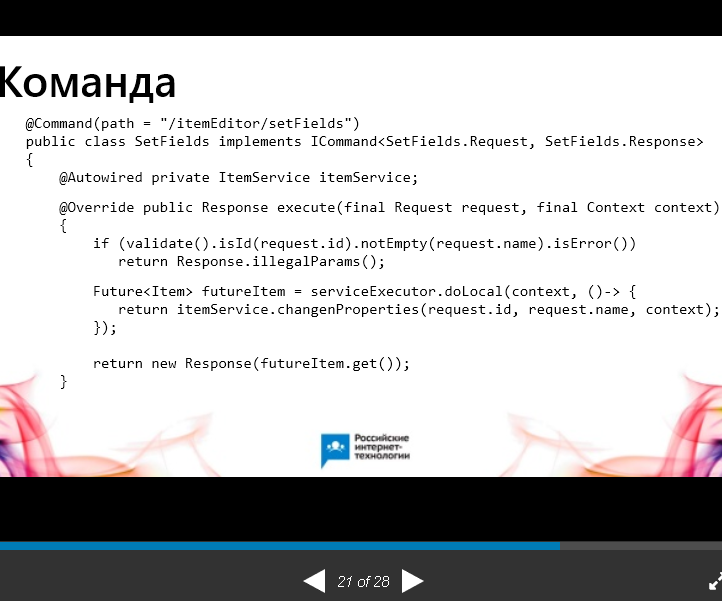 Команда
@Command(path = "/itemEditor/setFields")
public class SetFields implements ICommand<SetFields.Request, SetFields.Response>
{
@Autowired private ItemService itemService;
@Override public Response execute(final Request request, final Context context)
{
if (validate().isId(request.id).notEmpty(request.name).isError())
return Response.illegalParams();
Future<Item> futureItem = serviceExecutor.doLocal(context, ()-> {
return itemService.changenProperties(request.id, request.name, context);
});
return new Response(futureItem.get());
}
Российские
интернет-
технологии
21 of 28